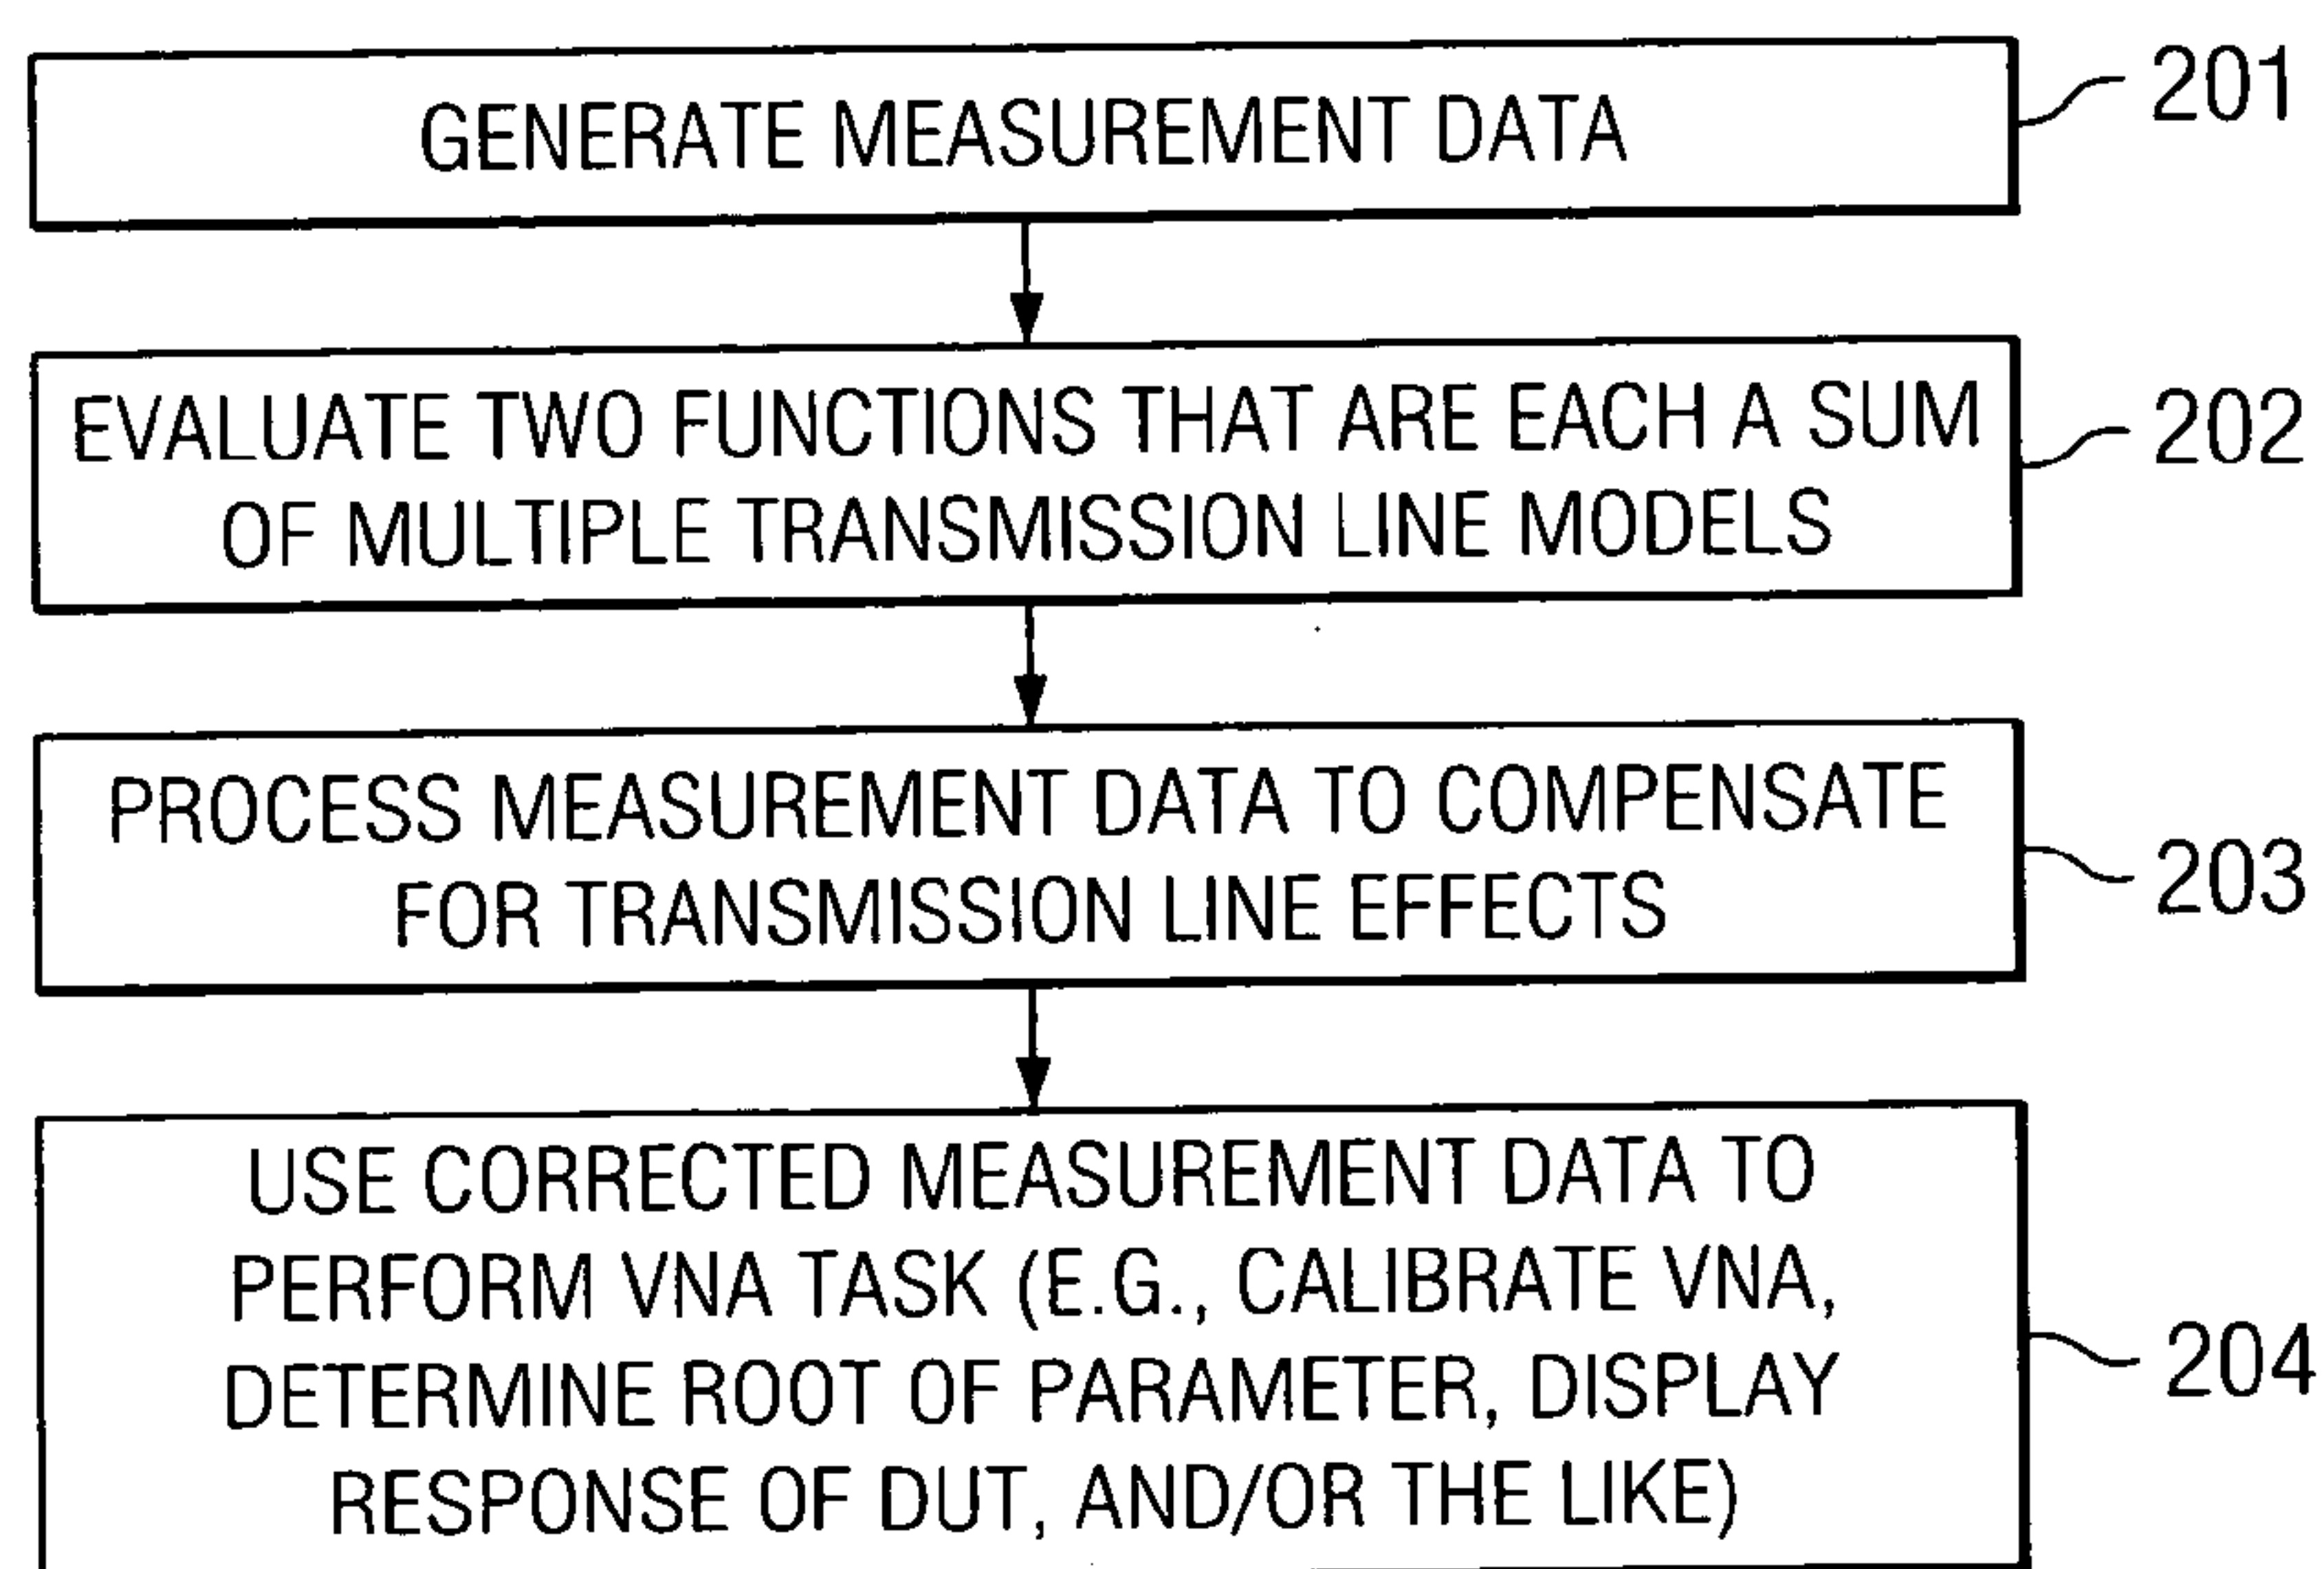 GENERATE MEASUREMENT DATA
201
EVALUATE TWO FUNCTIONS THAT ARE EACH A SUM
OF MULTIPLE TRANSMISSION LINE MODELS
202
PROCESS MEASUREMENT DATA TO COMPENSATE
FOR TRANSMISSION LINE EFFECTS
203
USE CORRECTED MEASUREMENT DATA TO
PERFORM VNA TASK (E.G., CALIBRATE VNA,
DETERMINE ROOT OF PARAMETER, DISPLAY
RESPONSE OF DUT, AND/OR THE LIKE)
204